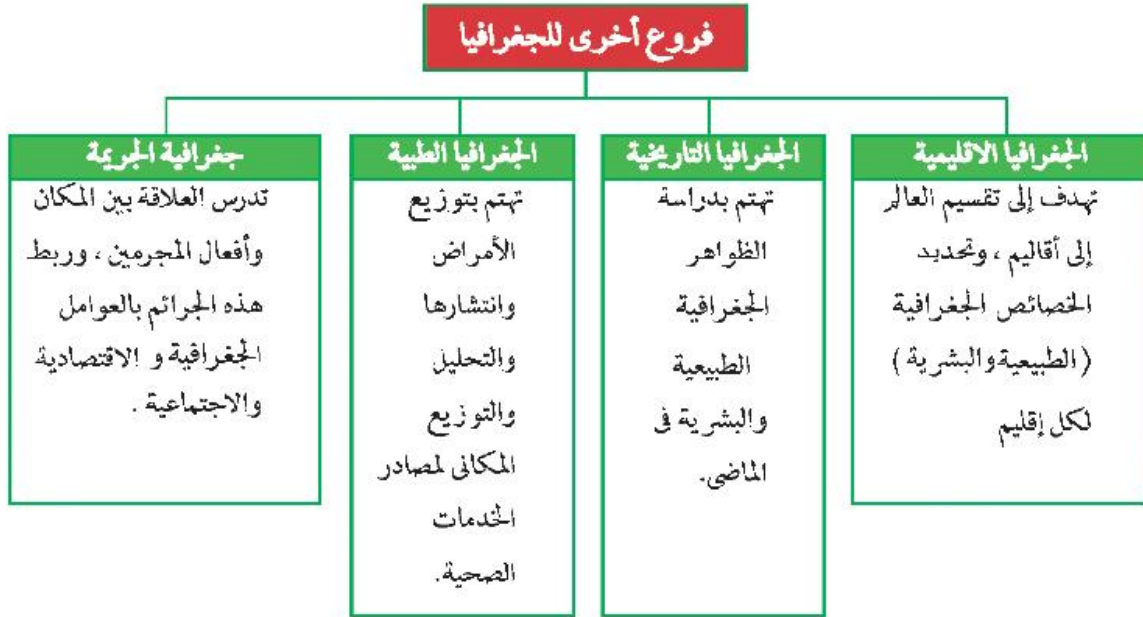 فروع أخرى للجغرافيا
الجغرافيا الاقليمية
تهدف إلى تقسيم العالم
إلى أقاليم ، وتحديد
الخصائص الجغرافية
(الطبيعية والبشرية )
لكل إقليم
الجغرافيا التاريخية
تهتم بدراسة
الظواهر
الجغرافية
الطبيعية
والبشرية فى
الماضى.
الجغرافيا الطبية
تهتم بتوزيع
الأمراض
وانتشارها
والتحليل
والتوزيع
المكانى لمصادر
الخدمات
الصحية.
جغرافية الجريمة
تدرس العلاقة بين المكان
وأفعال المجرمين ، وربط
هذه الجرائم بالعوامل
الجغرافية و الاقتصادية
والاجتماعية .